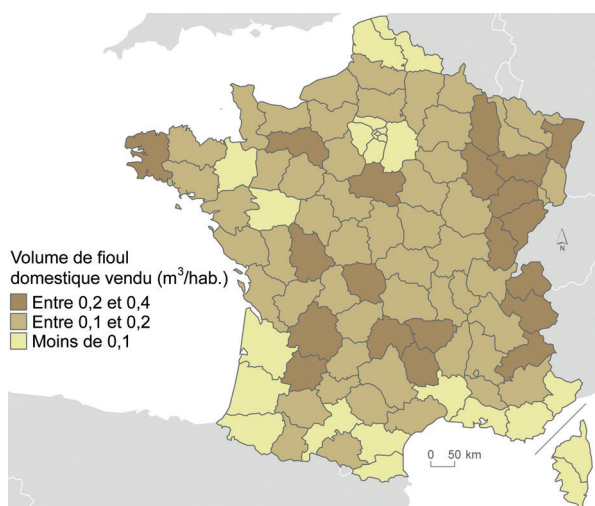 Volume de fioul
domestique vendu (m³/hab.)
Entre 0,2 et 0,4
Entre 0,1 et 0,2
Moins de 0,1
N
0 50 km